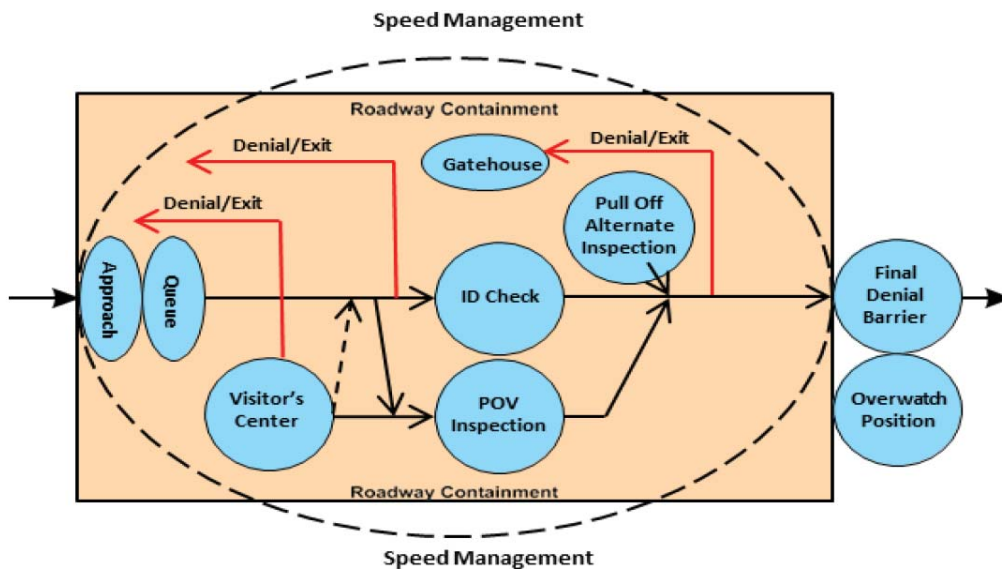 Speed Management
Roadway Containment
Denial/Exit
Denial/Exit
Gatehouse
Denial/Exit
Pull Off
Alternate
Inspection
Approach
Queue
ID Check
Final
Denial
Barrier
Visitor's
Center
POV
Inspection
Overwatch
Position
Roadway Containment
Speed Management